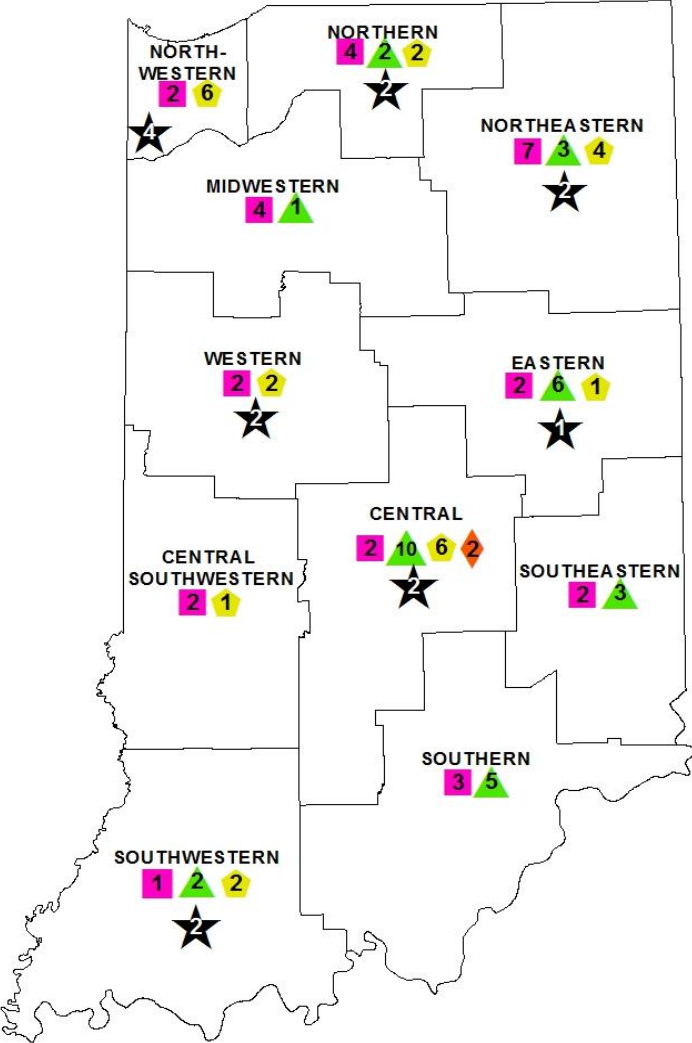 NORTHERN
4 2 2
2
NORTH-
WESTERN
2 6
4
NORTHEASTERN
7 3 4
2
MIDWESTERN
4 1
WESTERN
2 2
2
EASTERN
2 6 1
1
CENTRAL
2 10 6 2
2
CENTRAL
SOUTHWESTERN
2 1
SOUTHEASTERN
2 3
SOUTHERN
3 5
SOUTHWESTERN
1 2 2
2